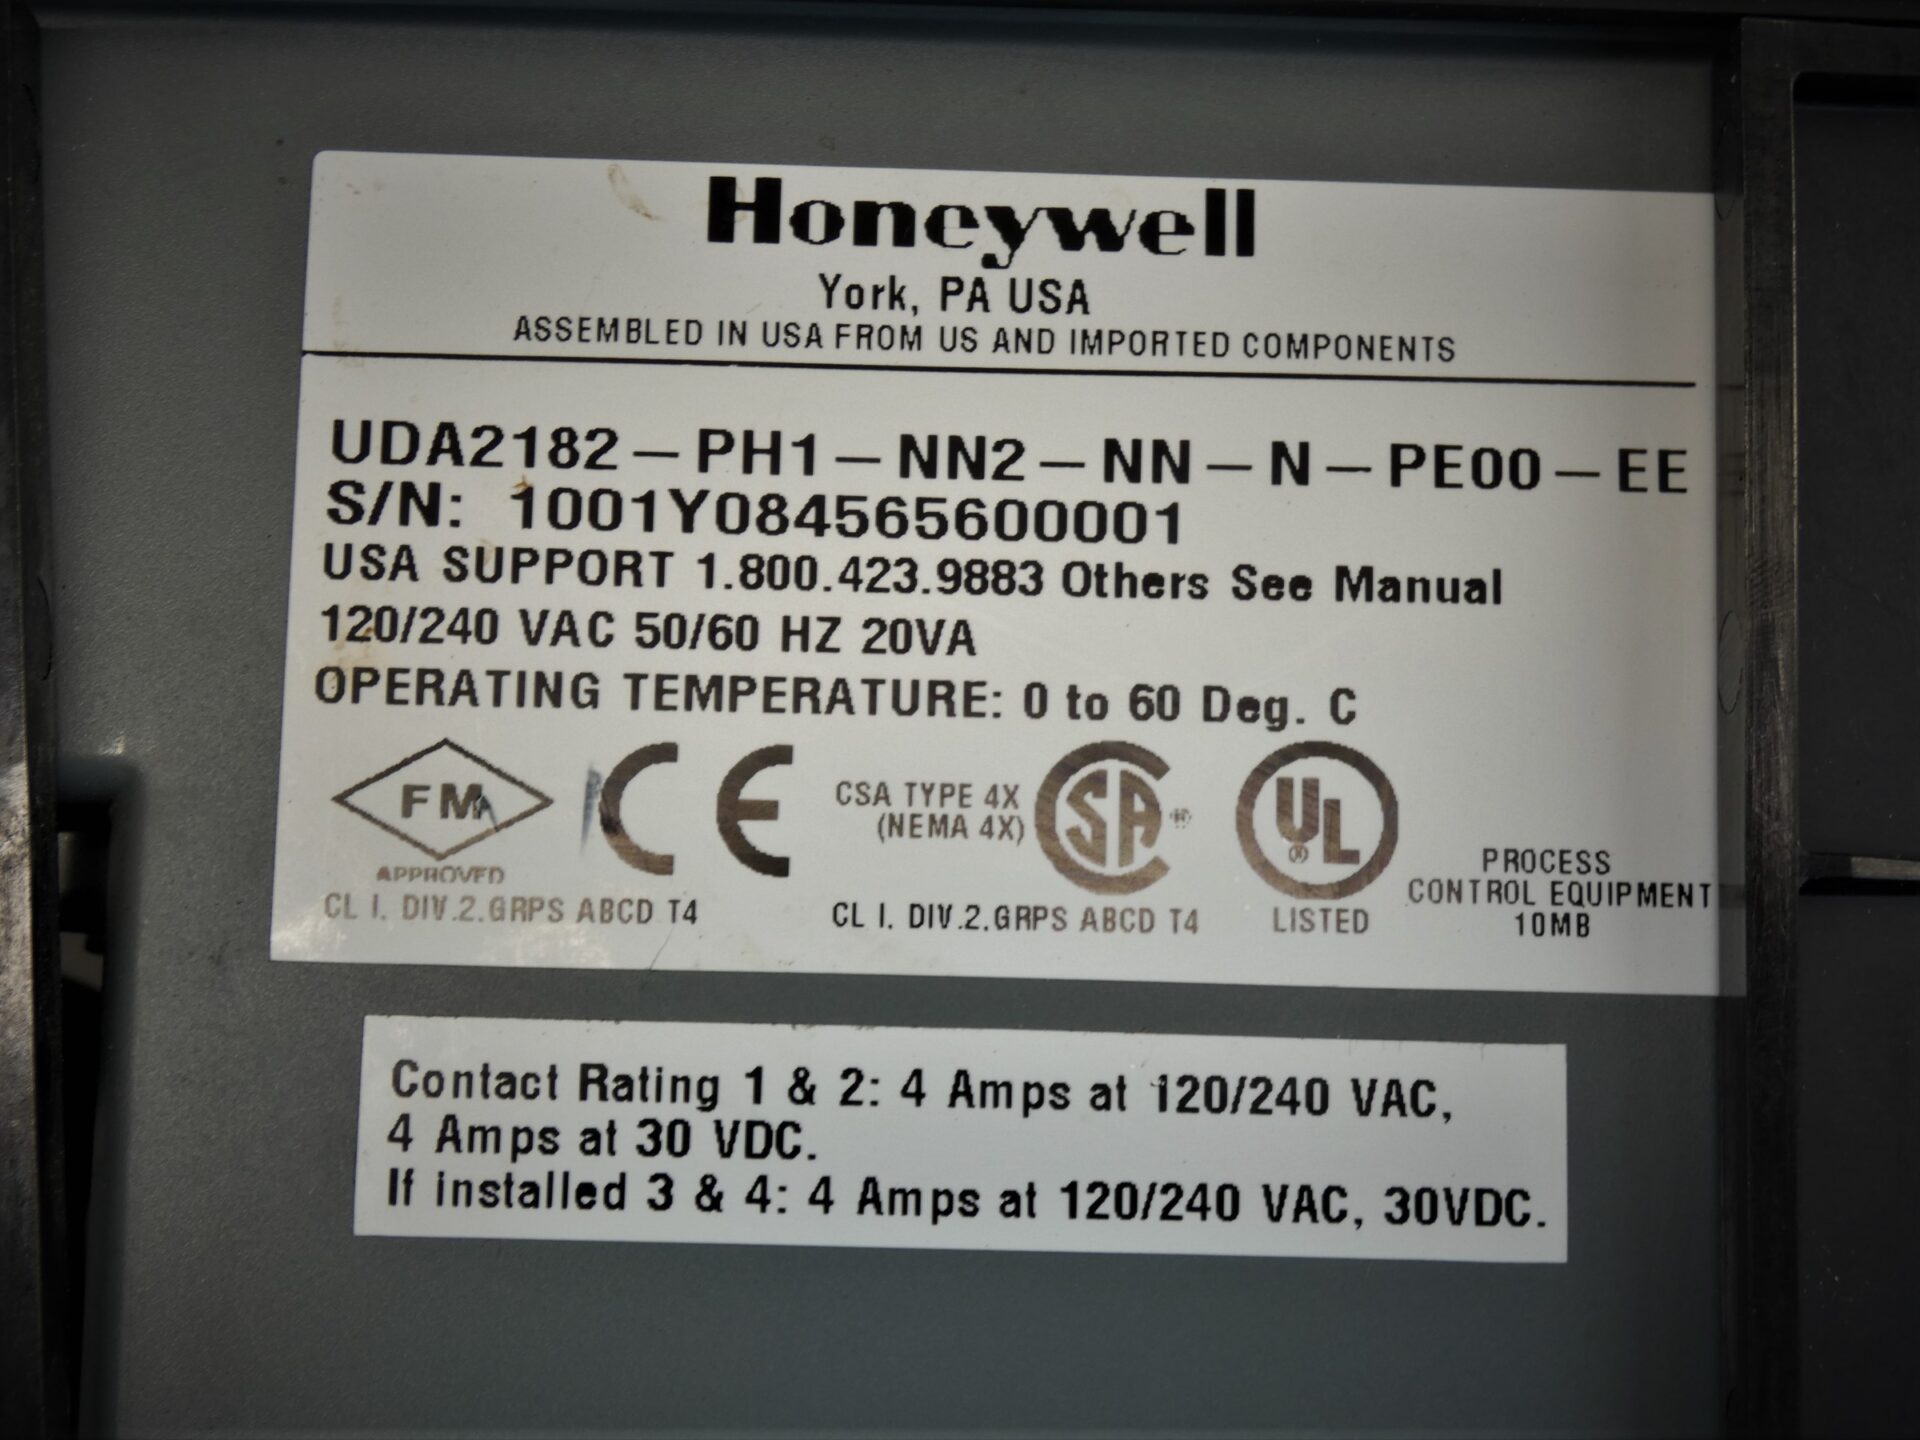 Honeywell
York, PA USA
ASSEMBLED IN USA FROM US AND IMPORTED COMPONENTS
UDA2182-PH1-NN2-NN-N-PE00-EE
S/N: 1001Y084565600001
USA SUPPORT 1.800.423.9883 Others See Manual
120/240 VAC 50/60 HZ 20VA
OPERATING TEMPERATURE: 0 to 60 Deg. C
FM
APPROVED
CL I. DIV.2.GRPS ABCD T4
CE
CSA TYPE 4X
(NEMA 4X)
SA ®
CL I. DIV.2.GRPS ABCD T4
UL ®
LISTED
PROCESS
CONTROL EQUIPMENT
10MB
Contact Rating 1 & 2: 4 Amps at 120/240 VAC,
4 Amps at 30 VDC.
If installed 3 & 4: 4 Amps at 120/240 VAC, 30VDC.